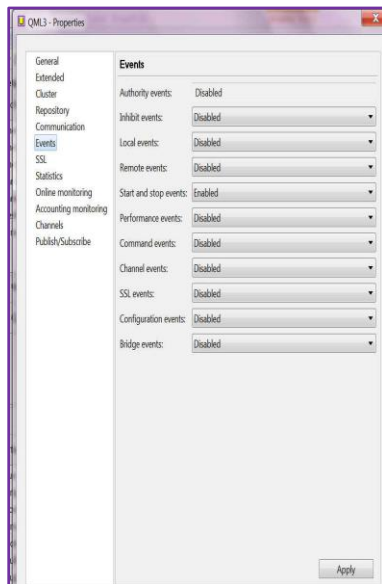 QML3 - Properties
General
Extended
Cluster
Repository
Communication
Events
SSL
Statistics
Online monitoring
Accounting monitoring
Channels
Publish/Subscribe
Events
Authority events: Disabled
Inhibit events: Disabled
Local events: Disabled
Remote events: Disabled
Start and stop events: Enabled
Performance events: Disabled
Command events: Disabled
Channel events: Disabled
SSL events: Disabled
Configuration events: Disabled
Bridge events: Disabled
Apply